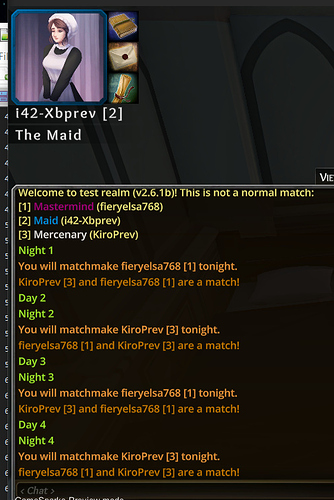 i42-Xbprev [2]
The Maid
VIE
Welcome to test realm (v2.6.1b)! This is not a normal match:
[1] Mastermind (fieryelsa768)
[2] Maid (i42-Xbprev)
[3] Mercenary (KiroPrev)
Night 1
You will matchmake fieryelsa768 [1] tonight.
KiroPrev [3] and fieryelsa768 [1] are a match!
Day 2
Night 2
You will matchmake KiroPrev [3] tonight.
fieryelsa768 [1] and KiroPrev [3] are a match!
Day 3
Night 3
You will matchmake fieryelsa768 [1] tonight.
KiroPrev [3] and fieryelsa768 [1] are a match!
Day 4
Night 4
You will matchmake KiroPrev [3] tonight.
fieryelsa768 [1] and KiroPrev [3] are a match!
< Chat >
GameSparks Preview mode